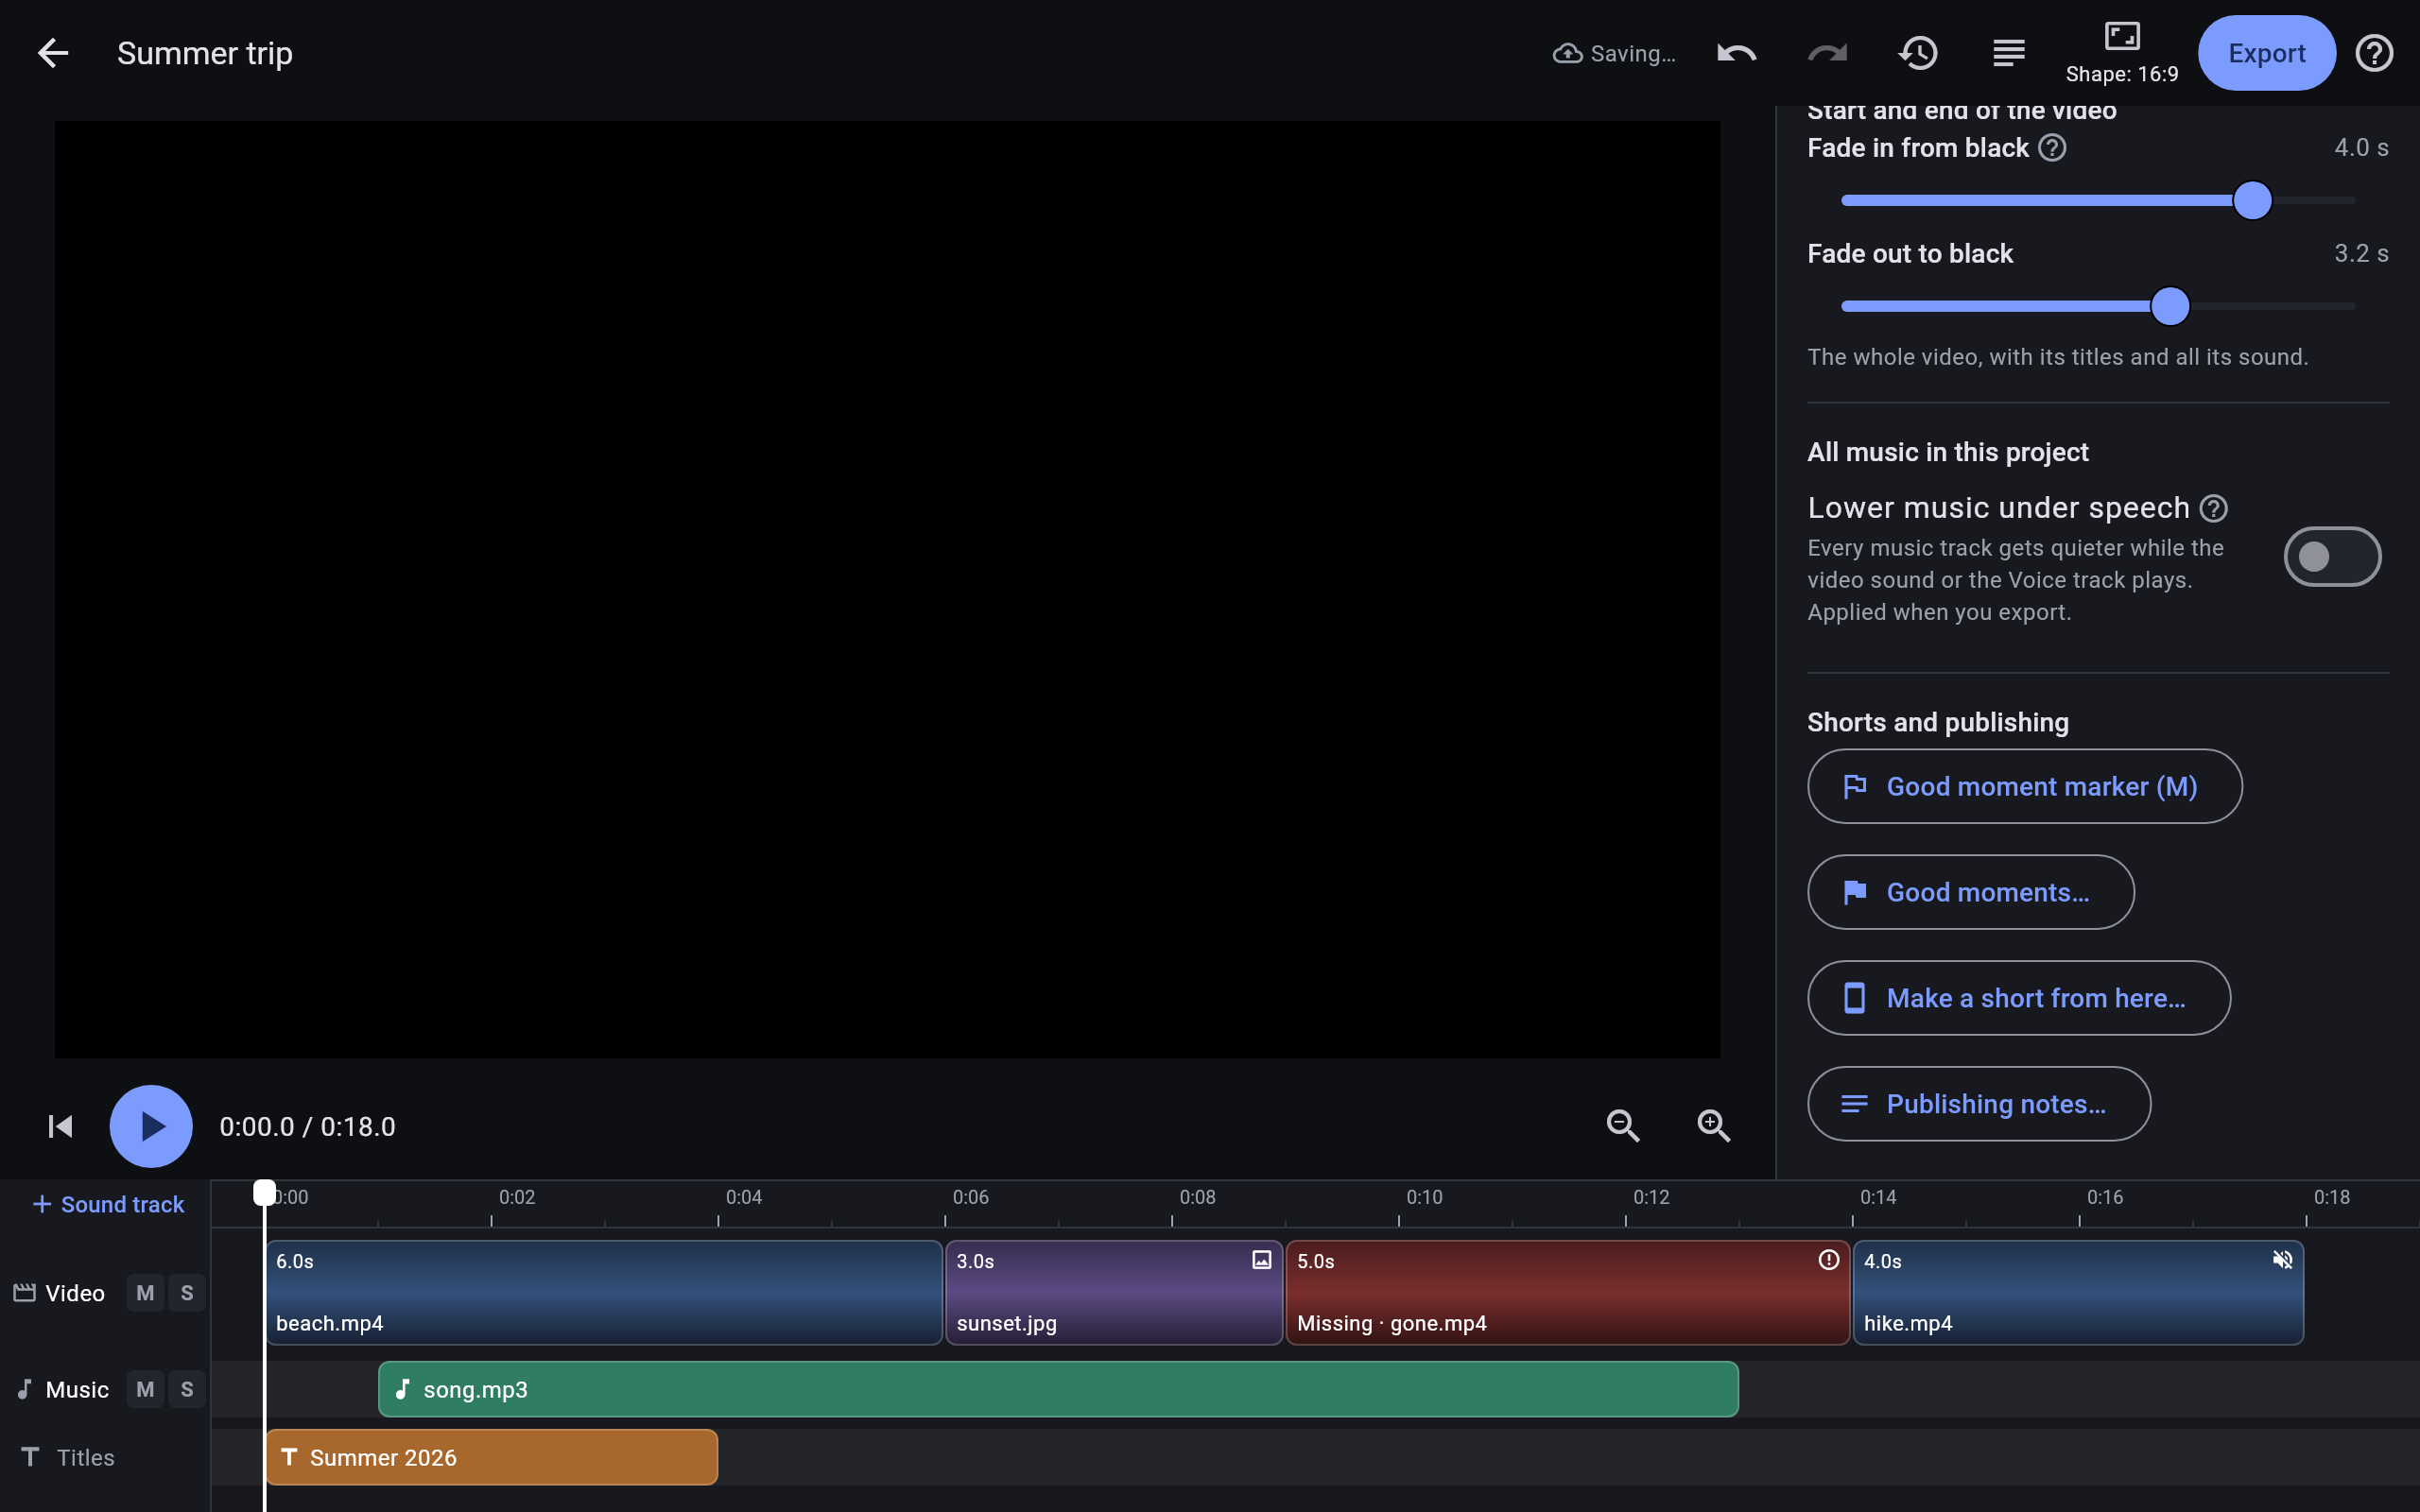 Summer trip
Saving…
Shape: 16:9
Export
Start and end of the video
Fade in from black
4.0 s
Fade out to black
3.2 s
The whole video, with its titles and all its sound.
All music in this project
Lower music under speech
Every music track gets quieter while the
video sound or the Voice track plays.
Applied when you export.
Shorts and publishing
Good moment marker (M)
Good moments…
Make a short from here…
Publishing notes…
0:00.0 / 0:18.0
+ Sound track
0:00 0:02 0:04 0:06 0:08 0:10 0:12 0:14 0:16 0:18
Video M S
6.0s
beach.mp4
3.0s
sunset.jpg
5.0s
Missing · gone.mp4
4.0s
hike.mp4
Music M S
song.mp3
Titles
Summer 2026